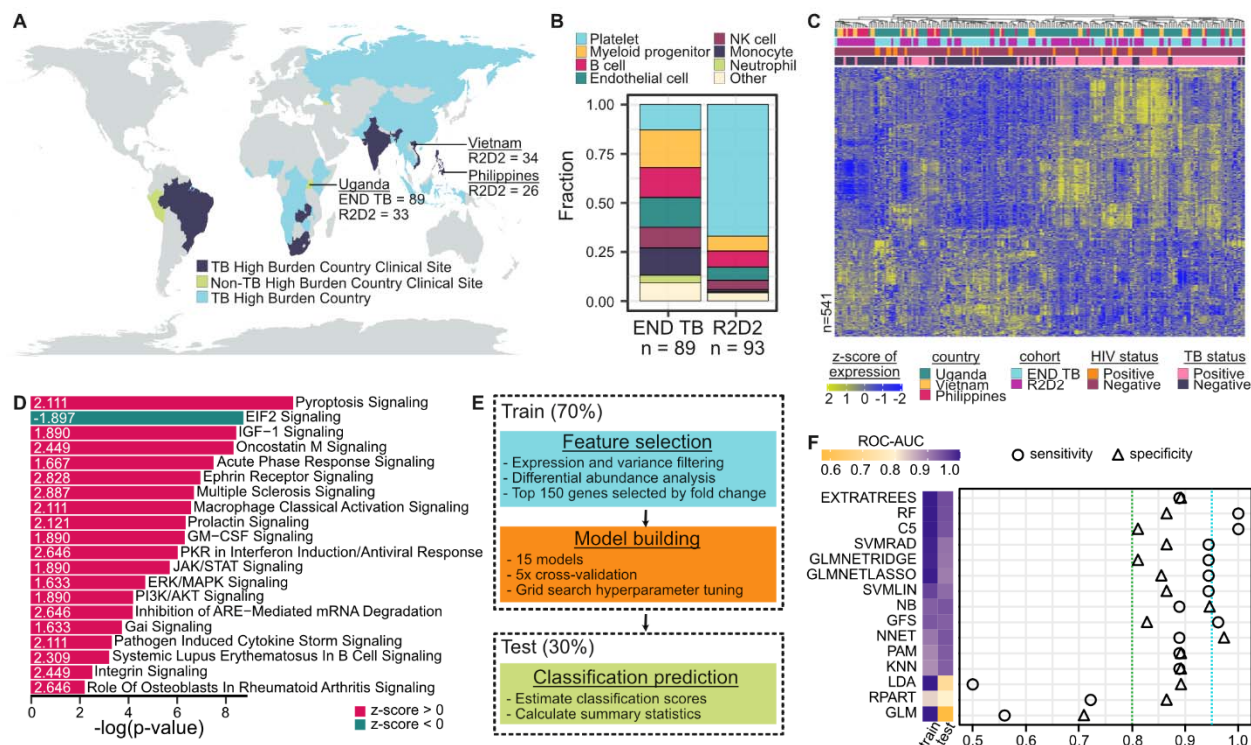 A
Vietnam
R2D2 = 34
Philippines
R2D2 = 26
Uganda
END TB = 89
R2D2 = 33
TB High Burden Country Clinical Site
Non-TB High Burden Country Clinical Site
TB High Burden Country
B
Platelet
Myeloid progenitor
B cell
Endothelial cell
NK cell
Monocyte
Neutrophil
Other
Fraction
1.00
0.75
0.50
0.25
0.00
END TB
n = 89
R2D2
n = 93
C
n=541
z-score of
expression
2 1 0 -1 -2
country
Uganda
Vietnam
Philippines
cohort
END TB
R2D2
HIV status
Positive
Negative
TB status
Positive
Negative
D
2.111 Pyroptosis Signaling
-1.897 EIF2 Signaling
1.890 IGF-1 Signaling
2.449 Oncostatin M Signaling
1.667 Acute Phase Response Signaling
2.828 Ephrin Receptor Signaling
2.887 Multiple Sclerosis Signaling
2.111 Macrophage Classical Activation Signaling
2.121 Prolactin Signaling
1.890 GM-CSF Signaling
2.646 PKR in Interferon Induction/Antiviral Response
1.890 JAK/STAT Signaling
1.633 ERK/MAPK Signaling
1.890 PI3K/AKT Signaling
2.646 Inhibition of ARE−Mediated mRNA Degradation
1.633 Gai Signaling
2.111 Pathogen Induced Cytokine Storm Signaling
2.309 Systemic Lupus Erythematosus In B Cell Signaling
2.449 Integrin Signaling
2.646 Role Of Osteoblasts In Rheumatoid Arthritis Signaling
0 2 4 6 8
-log(p-value)
z-score > 0
z-score < 0
E
Train (70%)
Feature selection
- Expression and variance filtering
- Differential abundance analysis
- Top 150 genes selected by fold change
Model building
- 15 models
- 5x cross-validation
- Grid search hyperparameter tuning
Test (30%)
Classification prediction
- Estimate classification scores
- Calculate summary statistics
F
ROC-AUC
0.6 0.7 0.8 0.9 1.0
sensitivity
specificity
EXTRATREES
RF
C5
SVMRAD
GLMNETRIDGE
GLMNETLASSO
SVMLIN
NB
GFS
NNET
PAM
KNN
LDA
RPART
GLM
train
test
0.5 0.6 0.7 0.8 0.9 1.0